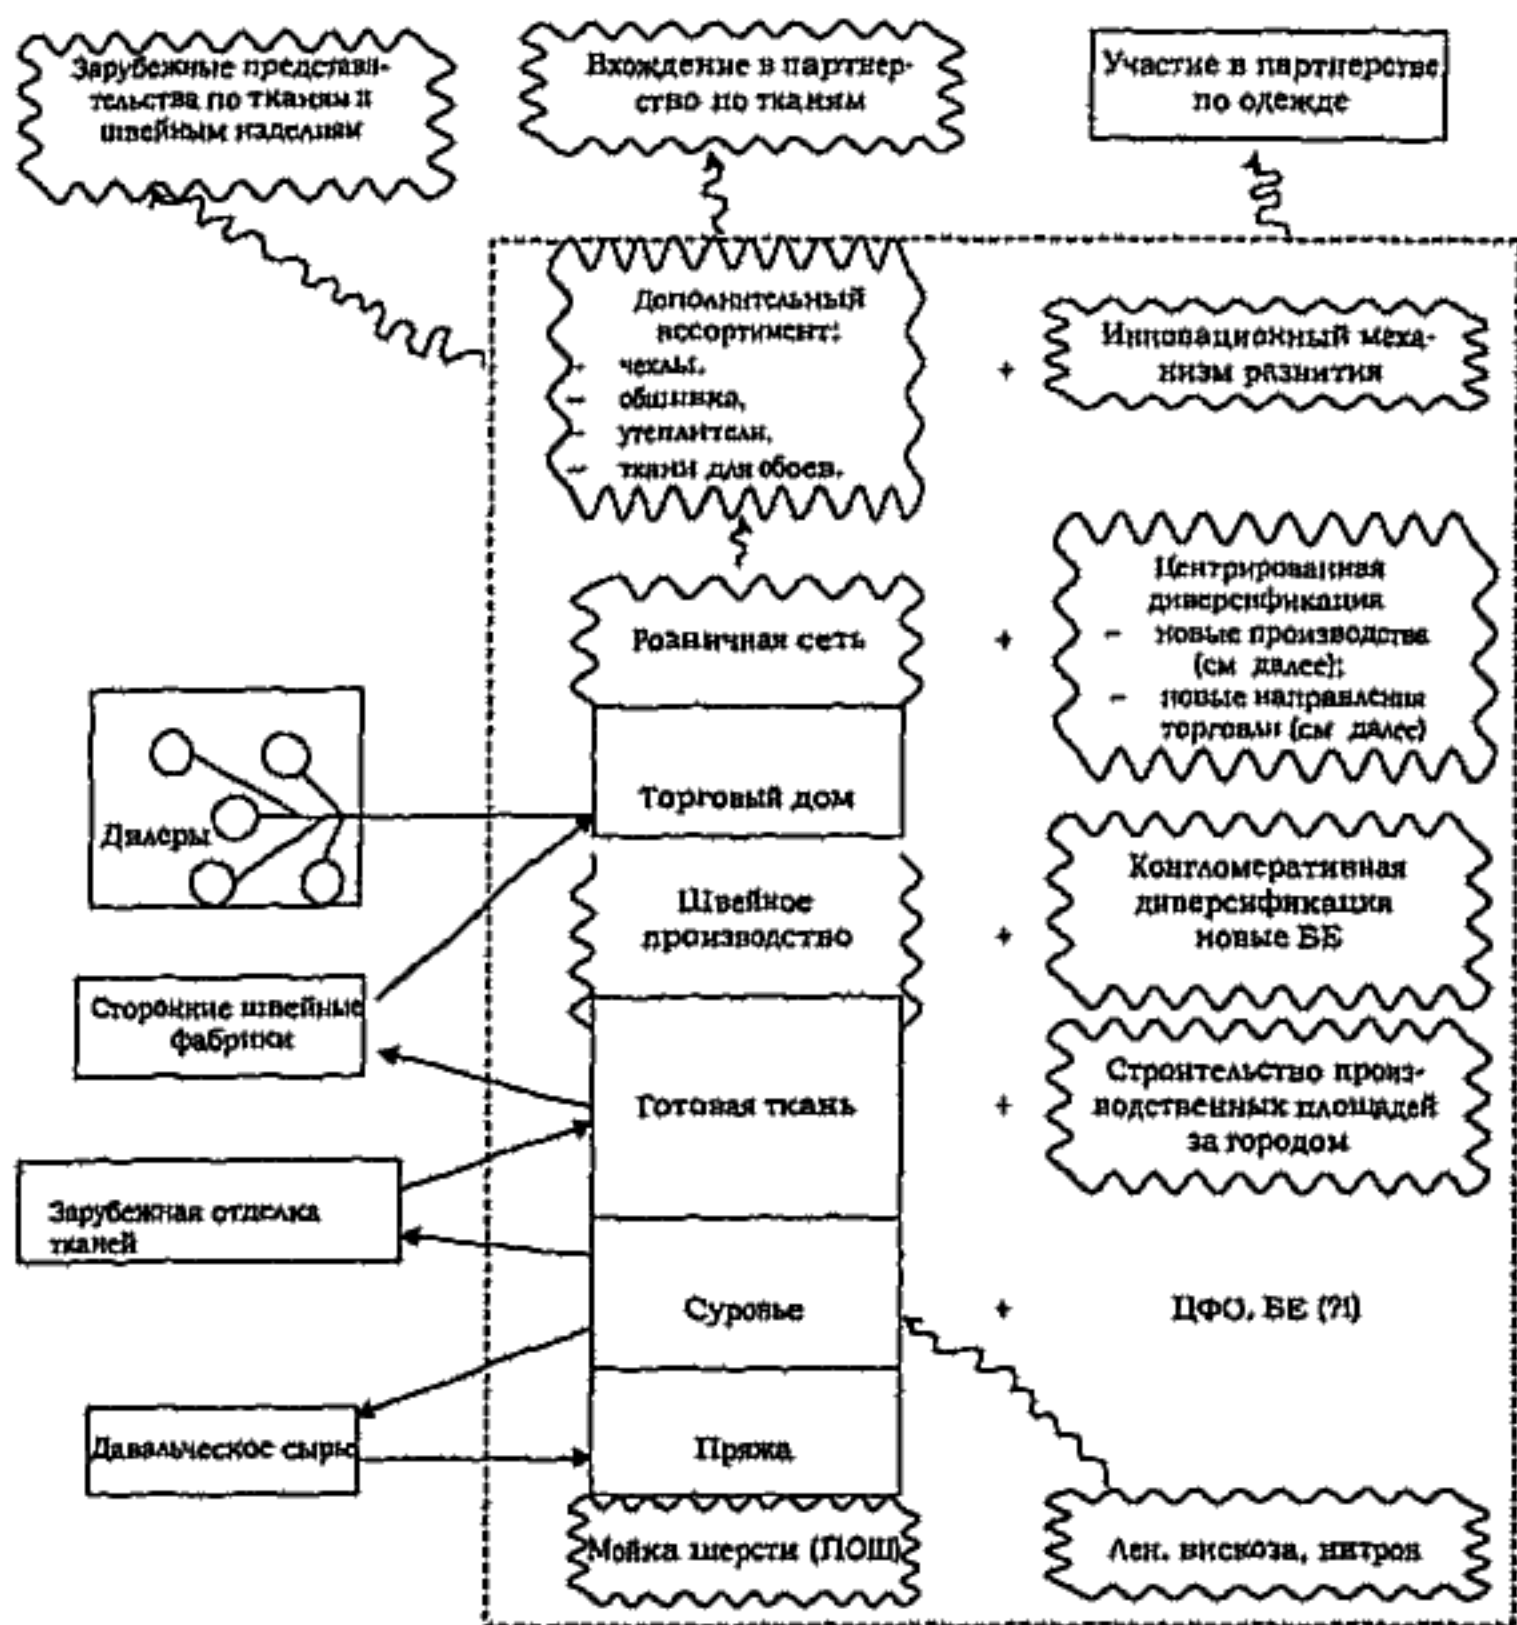 Зарубежные представи-
тельства по тканям и
швейным изделиям
Вхождение в партнер-
ство по тканям
Участие в партнерстве
по одежде
Дополнительный
ассортимент:
– чехлы,
– обшивка,
– утеплители,
– ткани для обоев.
+
Инновационный меха-
низм развития
Розничная сеть
+
Центрированная
диверсификация
– новые производства
(см далее);
– новые направления
торговли (см далее)
Дилеры
Торговый дом
Швейное
производство
+
Конгломеративная
диверсификация
новые БЕ
Сторонние швейные
фабрики
Готовая ткань
+
Строительство произ-
водственных площадей
за городом
Зарубежная отделка
тканей
Суровье
+
ЦФО, БЕ (?!)
Давальческое сырье
Пряжа
Мойка шерсти (ПОШ)
Лен. вискоза, нитрон